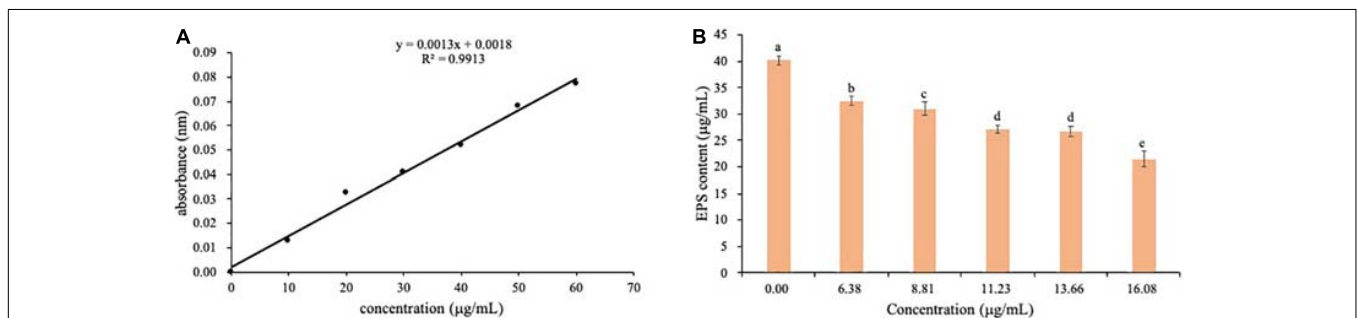 A
y = 0.0013x + 0.0018
R² = 0.9913
0.09
0.08
0.07
0.06
0.05
0.04
0.03
0.02
0.01
0.00
absorbance (nm)
0 10 20 30 40 50 60 70
concentration (µg/mL)
B
45
40
35
30
25
20
15
10
5
0
EPS content (µg/mL)
a
b
c
d
d
e
0.00 6.38 8.81 11.23 13.66 16.08
Concentration (µg/mL)